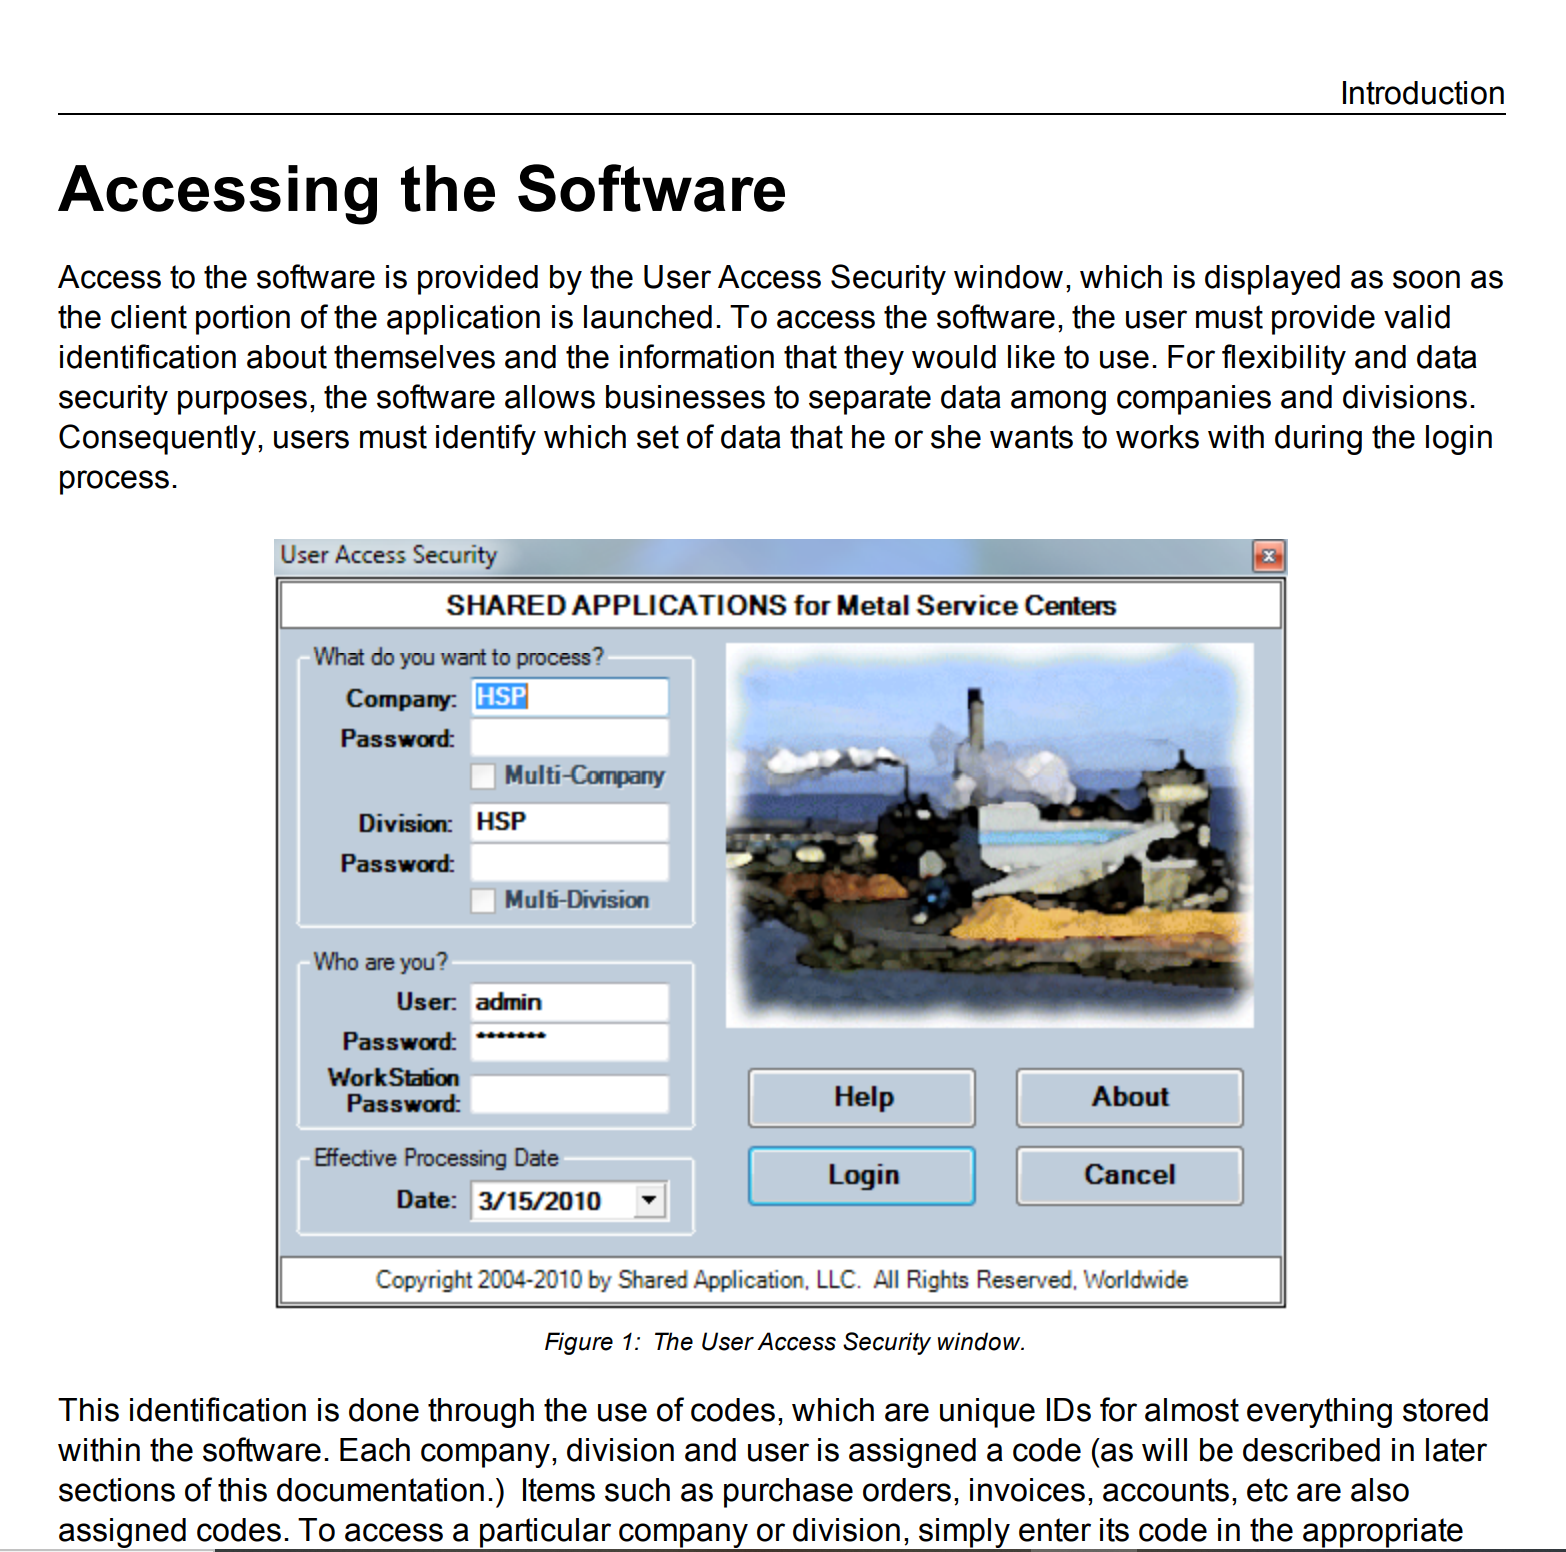 Introduction
Accessing the Software
Access to the software is provided by the User Access Security window, which is displayed as soon as
the client portion of the application is launched. To access the software, the user must provide valid
identification about themselves and the information that they would like to use. For flexibility and data
security purposes, the software allows businesses to separate data among companies and divisions.
Consequently, users must identify which set of data that he or she wants to works with during the login
process.
User Access Security
SHARED APPLICATIONS for Metal Service Centers
What do you want to process?
Company: HSP
Password:
Multi-Company
Division: HSP
Password:
Multi-Division
Who are you?
User: admin
Password: *******
WorkStation
Password:
Effective Processing Date
Date: 3/15/2010
Help About
Login Cancel
Copyright 2004-2010 by Shared Application, LLC.  All Rights Reserved, Worldwide
Figure 1:  The User Access Security window.
This identification is done through the use of codes, which are unique IDs for almost everything stored
within the software. Each company, division and user is assigned a code (as will be described in later
sections of this documentation.)  Items such as purchase orders, invoices, accounts, etc are also
assigned codes. To access a particular company or division, simply enter its code in the appropriate